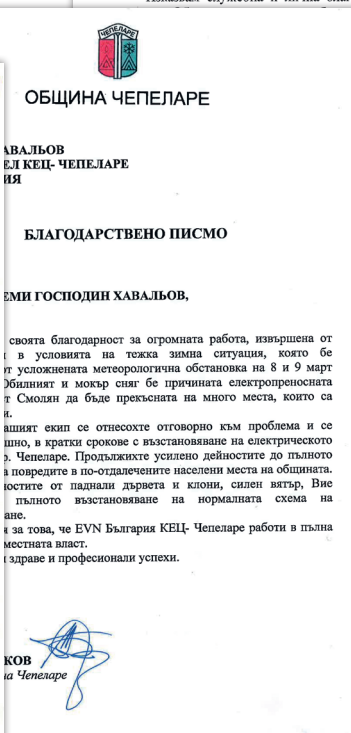 ЧЕПЕЛАРЕ
ОБЩИНА ЧЕПЕЛАРЕ
АВАЛЬОВ
ЕЛ КЕЦ- ЧЕПЕЛАРЕ
ИЯ
БЛАГОДАРСТВЕНО ПИСМО
ЕМИ ГОСПОДИН ХАВАЛЬОВ,
своята благодарност за огромната работа, извършена от
в условията на тежка зимна ситуация, която бе
от усложнената метеорологична обстановка на 8 и 9 март
Обилният и мокър сняг бе причината електропреносната
т Смолян да бъде прекъсната на много места, които са
и.
ашият екип се отнесохте отговорно към проблема и се
шно, в кратки срокове с възстановяване на електрическото
р. Чепеларе. Продължихте усилено дейностите до пълното
а повредите в по-отдалечените населени места на общината.
ностите от паднали дървета и клони, силен вятър, Вие
пълното възстановяване на нормалната схема на
ане.
и за това, че EVN България КЕЦ- Чепеларе работи в пълна
местната власт.
здраве и професионали успехи.
КОВ
на Чепеларе